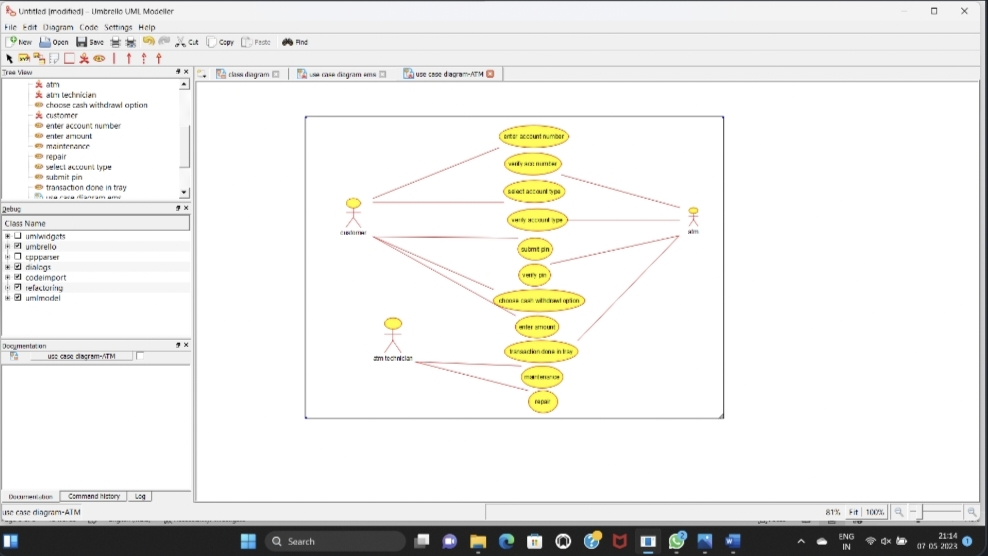 Untitled [modified] – Umbrello UML Modeller
File Edit Diagram Code Settings Help
New Open Save Cut Copy Paste Find
Tree View
class diagram use case diagram ems use case diagram-ATM
atm
atm technician
choose cash withdrawl option
customer
enter account number
enter amount
maintenance
repair
select account type
submit pin
transaction done in tray
use case diagram ems
Debug
Class Name
umlwidgets
umbrello
cppparser
dialogs
codeimport
refactoring
umlmodel
Documentation
use case diagram-ATM
Documentation Command history Log
enter account number
verify acc number
select account type
verify account type
submit pin
verify pin
choose cash withdrawl option
enter amount
transaction done in tray
maintenance
repair
customer
atm
atm technician
use case diagram-ATM
81% Fit 100%
Search
ENG
IN
21:14
07-05-2023